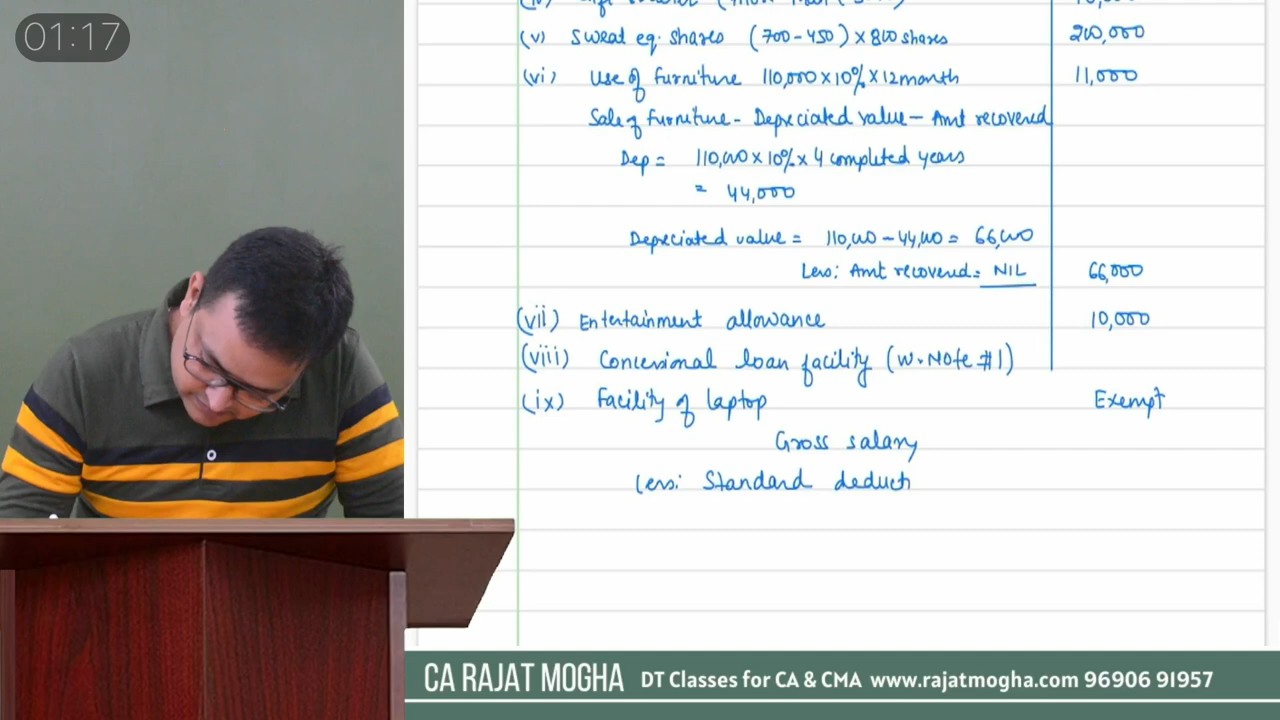 01:17
(v) Sweat eq. shares (700-450) × 800 shares 200,000
(vi) Use of furniture 110,000 × 10% × 12 month 11,000
Sale of furniture - Depreciated value - Amt recovered
Dep = 110,000 × 10% × 4 completed years
= 44,000
Depreciated value = 110,000 - 44,000 = 66,000
Less: Amt recovered = NIL 66,000
(vii) Entertainment allowance 10,000
(viii) Concessional loan facility (W. Note #1)
(ix) Facility of laptop Exempt
Gross salary
Less: Standard deduct
CA RAJAT MOGHA DT Classes for CA & CMA www.rajatmogha.com 96906 91957